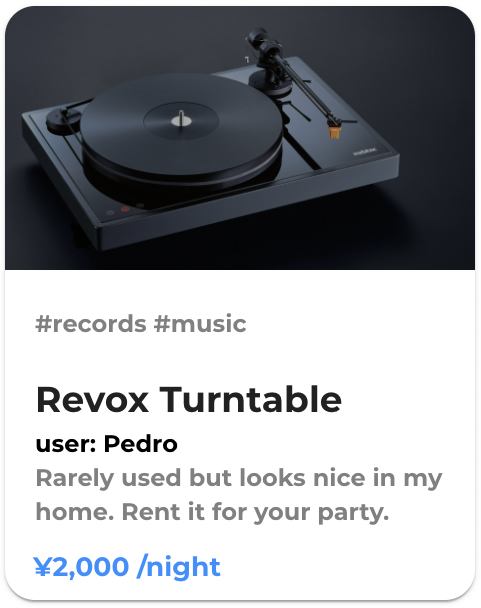 #records #music
Revox Turntable
user: Pedro
Rarely used but looks nice in my
home. Rent it for your party.
¥2,000 /night